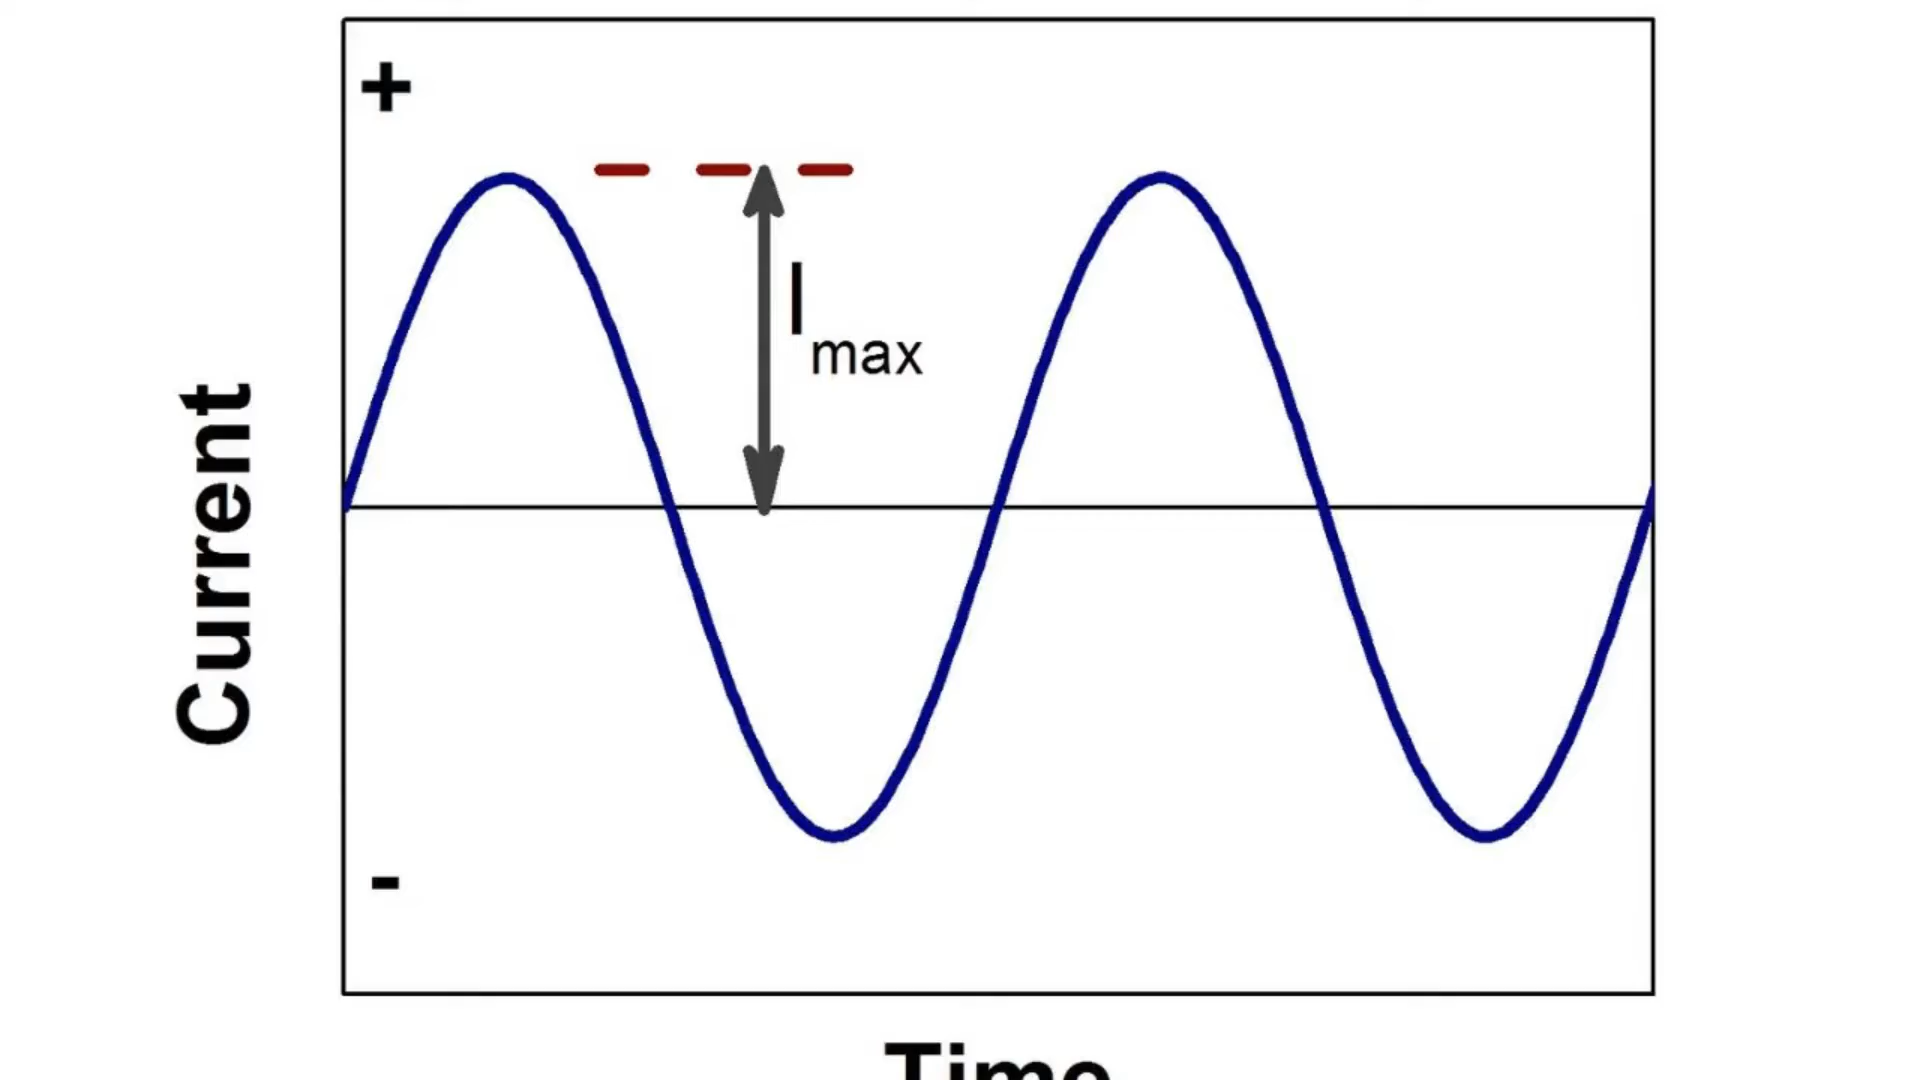 +
I
max
Current
-
Time